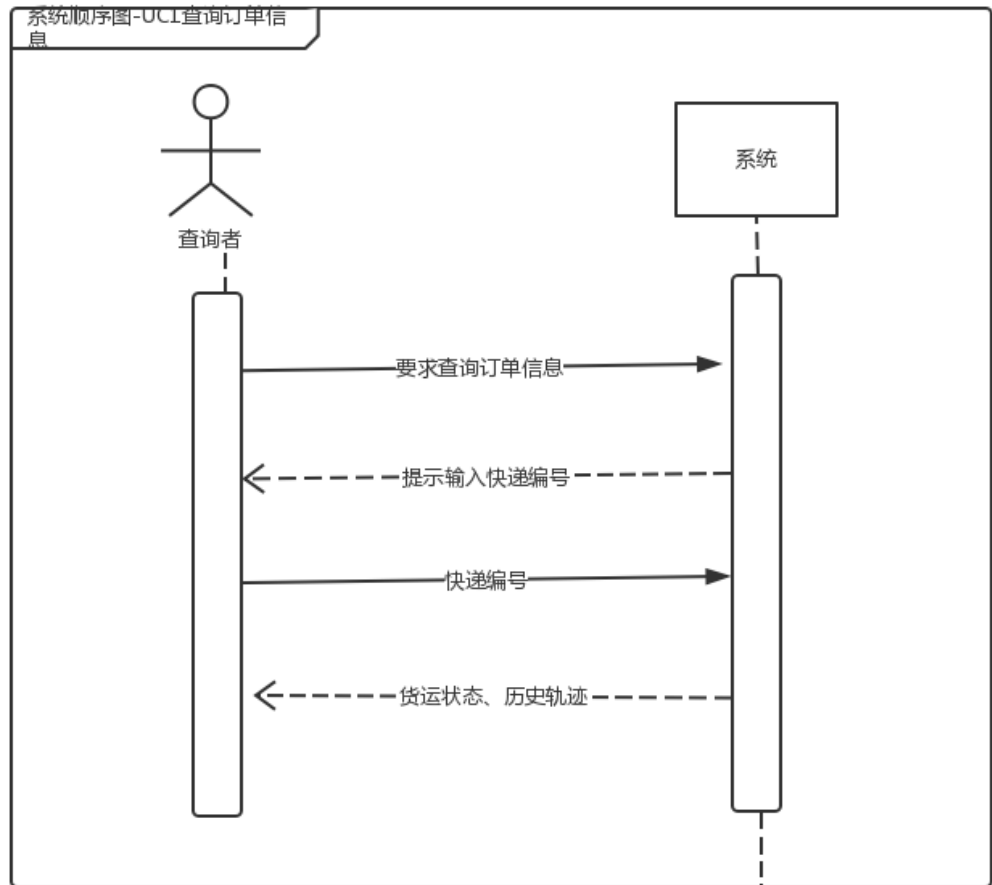 系统顺序图-UC1查询订单信
息
系统
查询者
要求查询订单信息
提示输入快递编号
快递编号
货运状态、历史轨迹